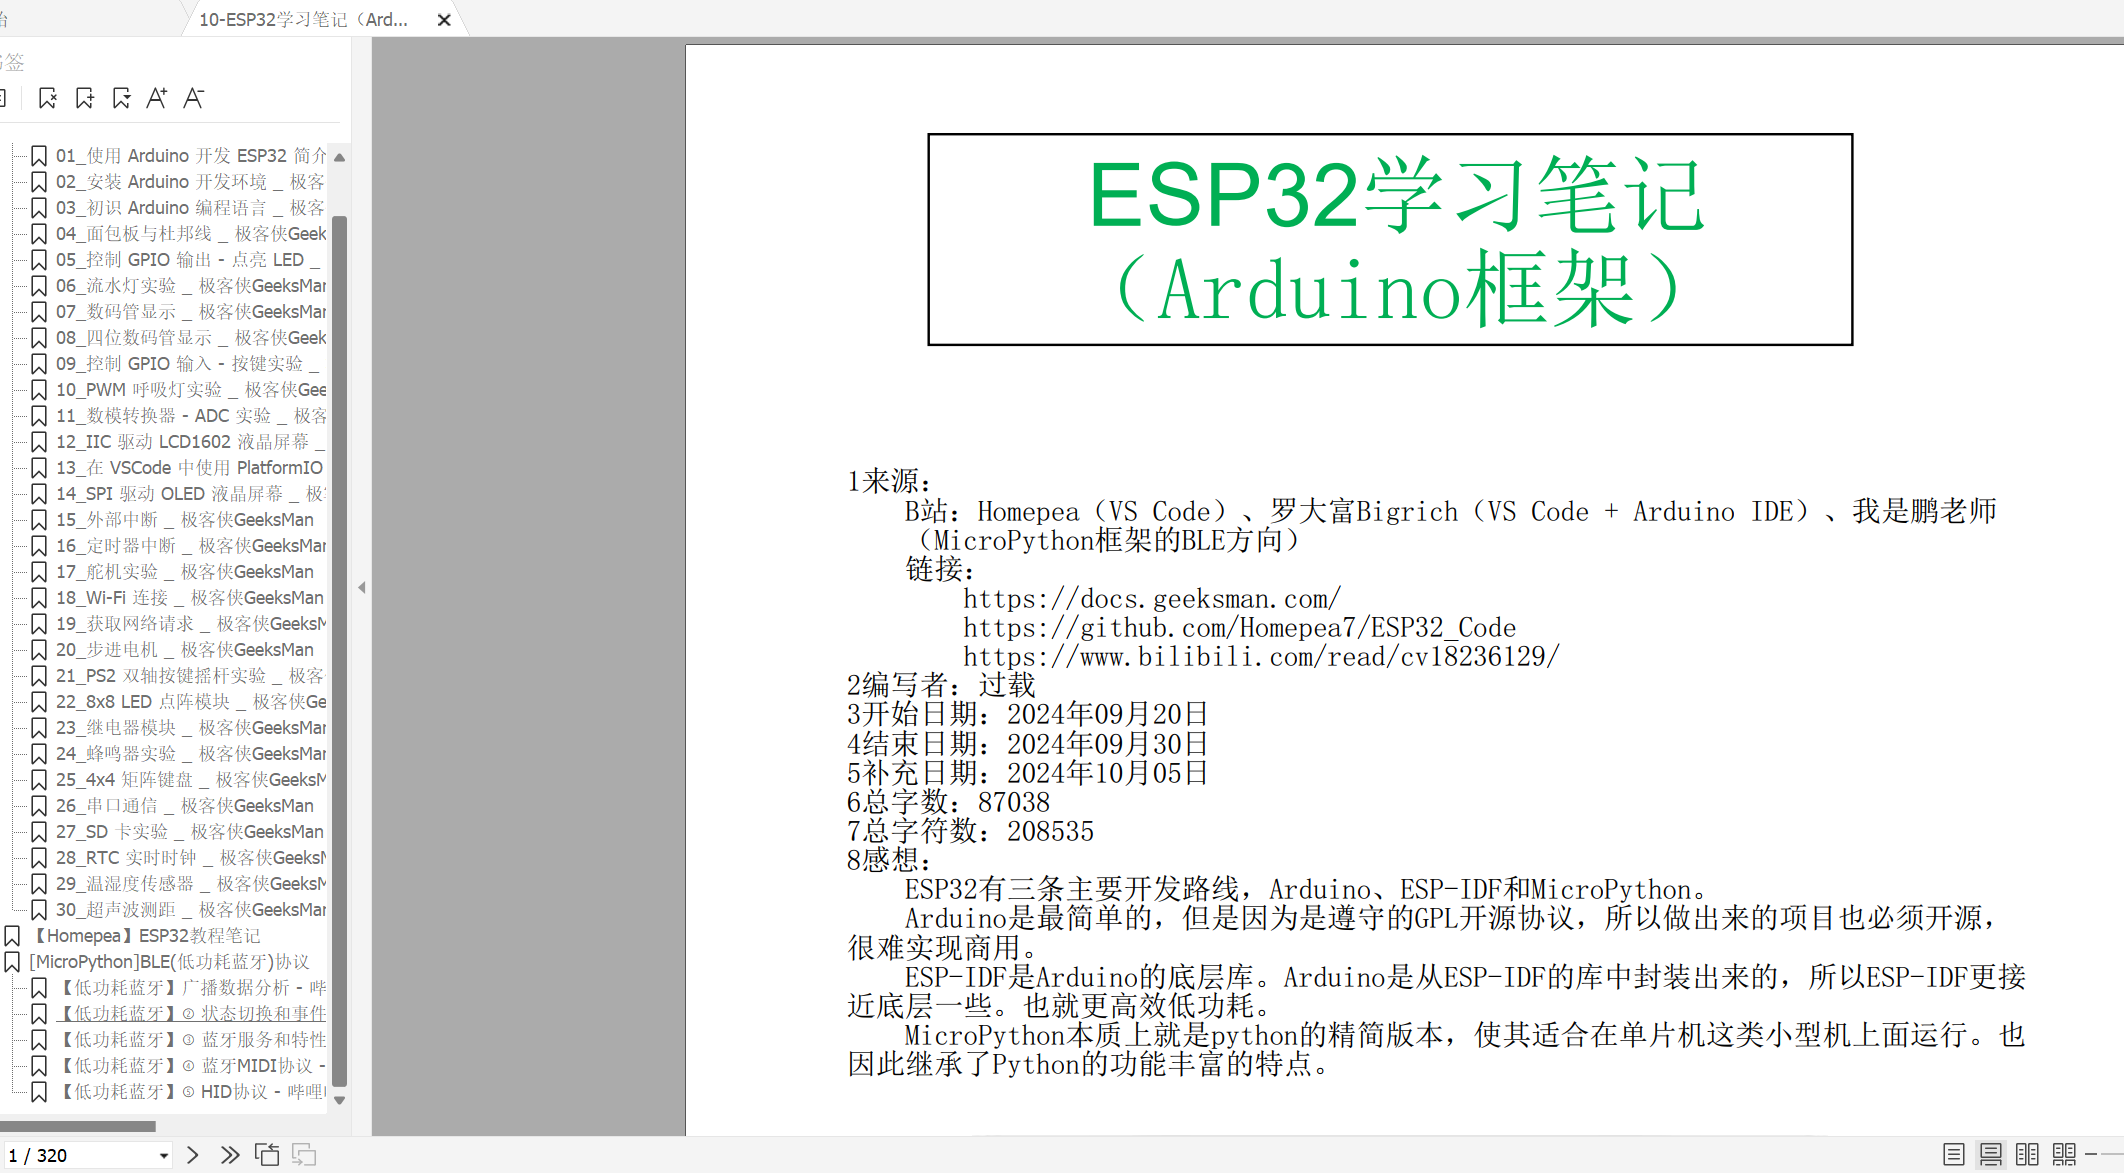 10-ESP32学习笔记（Ard...
签
01_使用 Arduino 开发 ESP32 简介
02_安装 Arduino 开发环境 _ 极客
03_初识 Arduino 编程语言 _ 极客
04_面包板与杜邦线 _ 极客侠Geek
05_控制 GPIO 输出 - 点亮 LED _
06_流水灯实验 _ 极客侠GeeksMan
07_数码管显示 _ 极客侠GeeksMan
08_四位数码管显示 _ 极客侠Geek
09_控制 GPIO 输入 - 按键实验 _
10_PWM 呼吸灯实验 _ 极客侠Gee
11_数模转换器 - ADC 实验 _ 极客
12_IIC 驱动 LCD1602 液晶屏幕 _
13_在 VSCode 中使用 PlatformIO
14_SPI 驱动 OLED 液晶屏幕 _ 极
15_外部中断 _ 极客侠GeeksMan
16_定时器中断 _ 极客侠GeeksMan
17_舵机实验 _ 极客侠GeeksMan
18_Wi-Fi 连接 _ 极客侠GeeksMan
19_获取网络请求 _ 极客侠GeeksM
20_步进电机 _ 极客侠GeeksMan
21_PS2 双轴按键摇杆实验 _ 极客
22_8x8 LED 点阵模块 _ 极客侠Ge
23_继电器模块 _ 极客侠GeeksMan
24_蜂鸣器实验 _ 极客侠GeeksMan
25_4x4 矩阵键盘 _ 极客侠GeeksM
26_串口通信 _ 极客侠GeeksMan
27_SD 卡实验 _ 极客侠GeeksMan
28_RTC 实时时钟 _ 极客侠GeeksM
29_温湿度传感器 _ 极客侠GeeksM
30_超声波测距 _ 极客侠GeeksMan
【Homepea】ESP32教程笔记
[MicroPython]BLE(低功耗蓝牙)协议
【低功耗蓝牙】广播数据分析 - 哔
【低功耗蓝牙】② 状态切换和事件
【低功耗蓝牙】③ 蓝牙服务和特性
【低功耗蓝牙】④ 蓝牙MIDI协议 -
【低功耗蓝牙】⑤ HID协议 - 哔哩
1 / 320
ESP32学习笔记
（Arduino框架）
1来源：
B站：Homepea（VS Code）、罗大富Bigrich（VS Code + Arduino IDE）、我是鹏老师
（MicroPython框架的BLE方向）
链接：
https://docs.geeksman.com/
https://github.com/Homepea7/ESP32_Code
https://www.bilibili.com/read/cv18236129/
2编写者：过载
3开始日期：2024年09月20日
4结束日期：2024年09月30日
5补充日期：2024年10月05日
6总字数：87038
7总字符数：208535
8感想：
ESP32有三条主要开发路线，Arduino、ESP-IDF和MicroPython。
Arduino是最简单的，但是因为是遵守的GPL开源协议，所以做出来的项目也必须开源，
很难实现商用。
ESP-IDF是Arduino的底层库。Arduino是从ESP-IDF的库中封装出来的，所以ESP-IDF更接
近底层一些。也就更高效低功耗。
MicroPython本质上就是python的精简版本，使其适合在单片机这类小型机上面运行。也
因此继承了Python的功能丰富的特点。